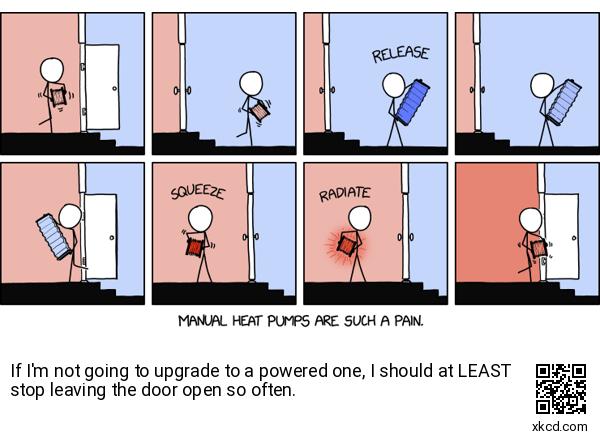 RELEASE
SQUEEZE
RADIATE
MANUAL HEAT PUMPS ARE SUCH A PAIN.
If I'm not going to upgrade to a powered one, I should at LEAST
stop leaving the door open so often.
xkcd.com